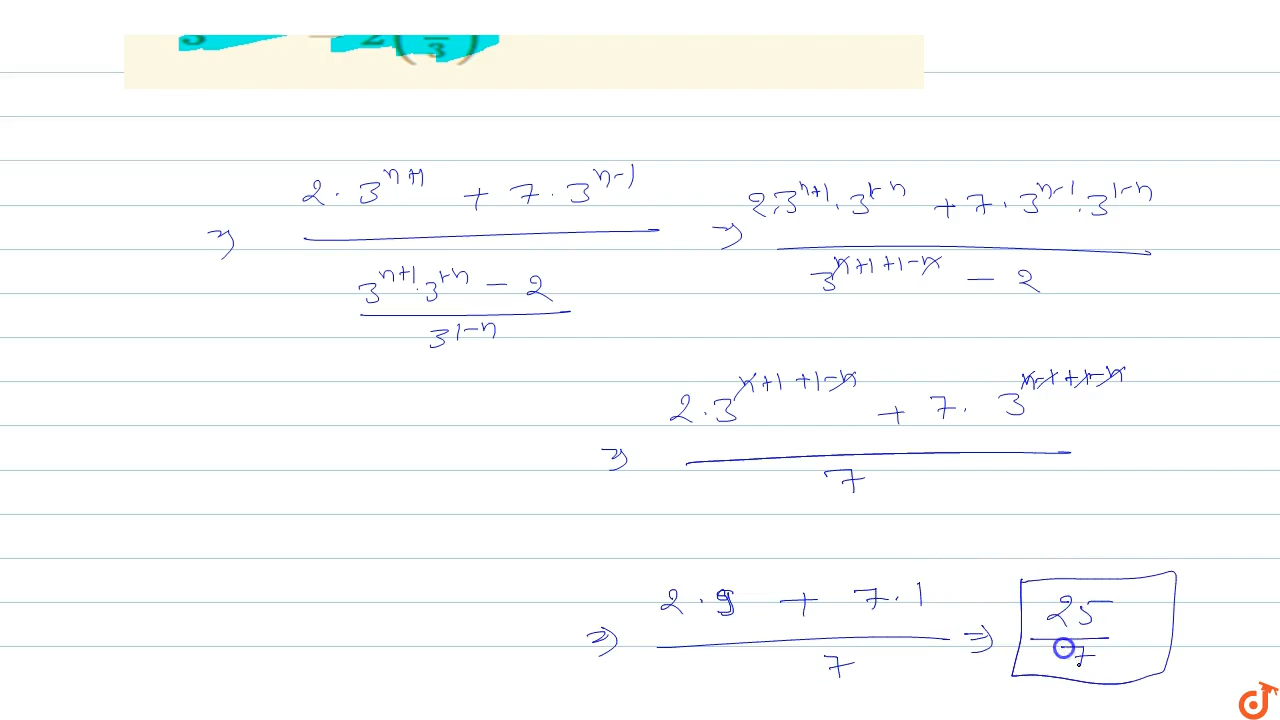 2 · 3^{n+1} + 7 · 3^{n-1}
⇒
3^{n+1} · 3^{1-n} - 2
3^{1-n}
⇒
2 · 3^{n+1} · 3^{1-n} + 7 · 3^{n-1} · 3^{1-n}
3^{n+1+1-n} - 2
2 · 3^{n+1+1-n} + 7 · 3^{n-1+1-n}
⇒
7
2 · 9 + 7 · 1
⇒
7
⇒
25
7